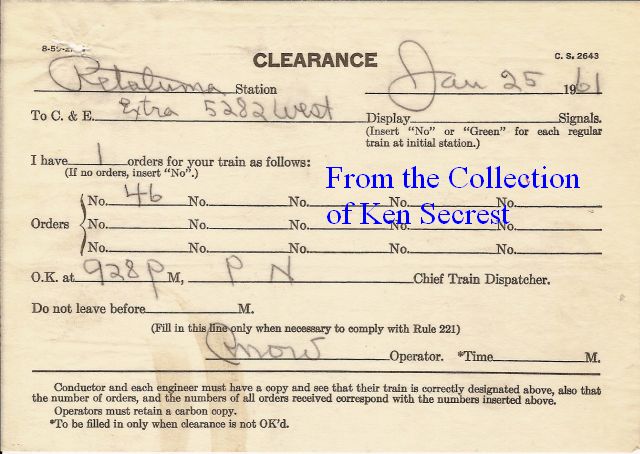 8-59-
CLEARANCE
C. S. 2643
Petaluma Station Jan 25 1961
To C. & E. Extra 5282 West Display Signals.
(Insert "No" or "Green" for each regular
train at initial station.)
I have 1 orders for your train as follows:
(If no orders, insert "No".)
From the Collection
of Ken Secrest
Orders
No. 46 No. No. No. No.
No. No. No. No. No.
No. No. No. No. No.
O.K. at 928 P M, P N Chief Train Dispatcher.
Do not leave before M.
(Fill in this line only when necessary to comply with Rule 221)
Operator. *Time M.
Conductor and each engineer must have a copy and see that their train is correctly designated above, also that
the number of orders, and the numbers of all orders received correspond with the numbers inserted above.
Operators must retain a carbon copy.
*To be filled in only when clearance is not OK'd.